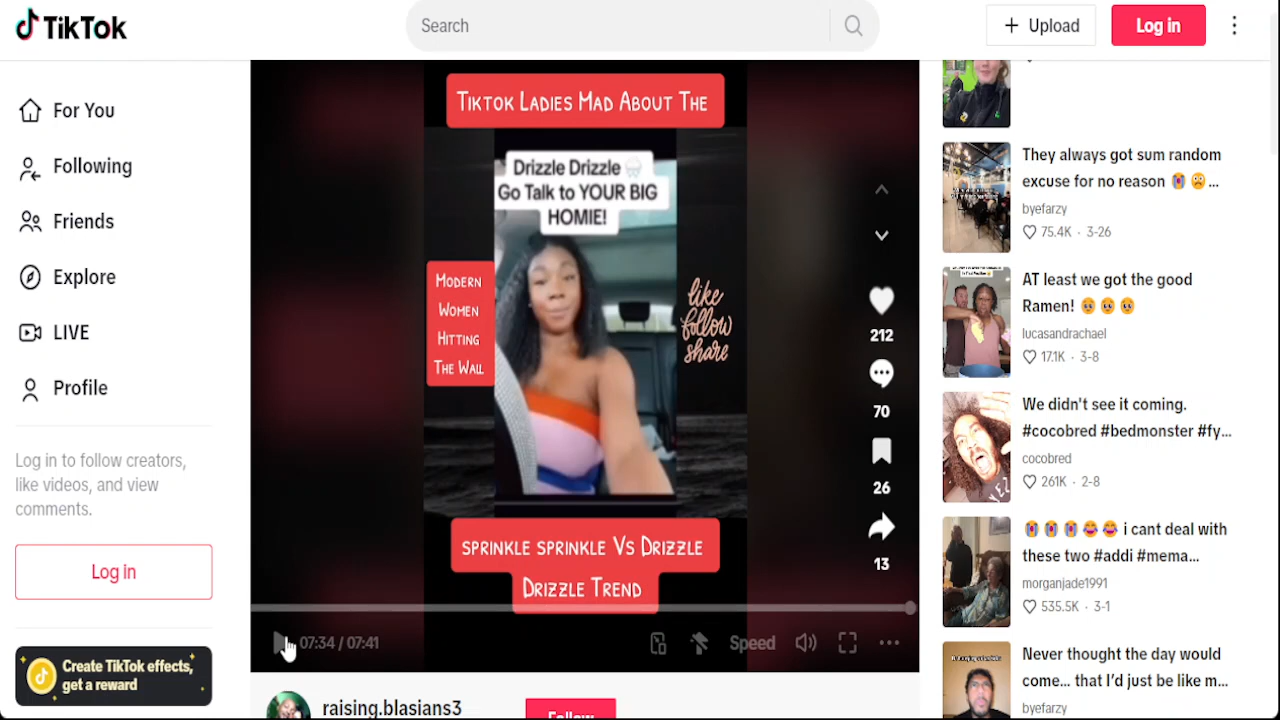 TikTok
Search
Upload
Log in
For You
Following
Friends
Explore
LIVE
Profile
Log in to follow creators,
like videos, and view
comments.
Log in
Create TikTok effects,
get a reward
Tiktok Ladies Mad About The
Drizzle Drizzle
Go Talk to YOUR BIG
HOMIE!
Modern
Women
Hitting
The Wall
like
follow
share
sprinkle sprinkle Vs Drizzle
Drizzle Trend
212
70
26
13
07:34 / 07:41
Speed
raising.blasians3
Follow
They always got sum random
excuse for no reason 😭 😢 ...
byefarzy
75.4K · 3-26
AT least we got the good
Ramen! 🥺 🥺 🥺
lucasandrachael
17.1K · 3-8
We didn't see it coming.
#cocobred #bedmonster #fy...
cocobred
261K · 2-8
😭 😭 😭 😂 😂 i cant deal with
these two #addi #mema...
morganjade1991
535.5K · 3-1
Never thought the day would
come... that I'd just be like m...
byefarzy